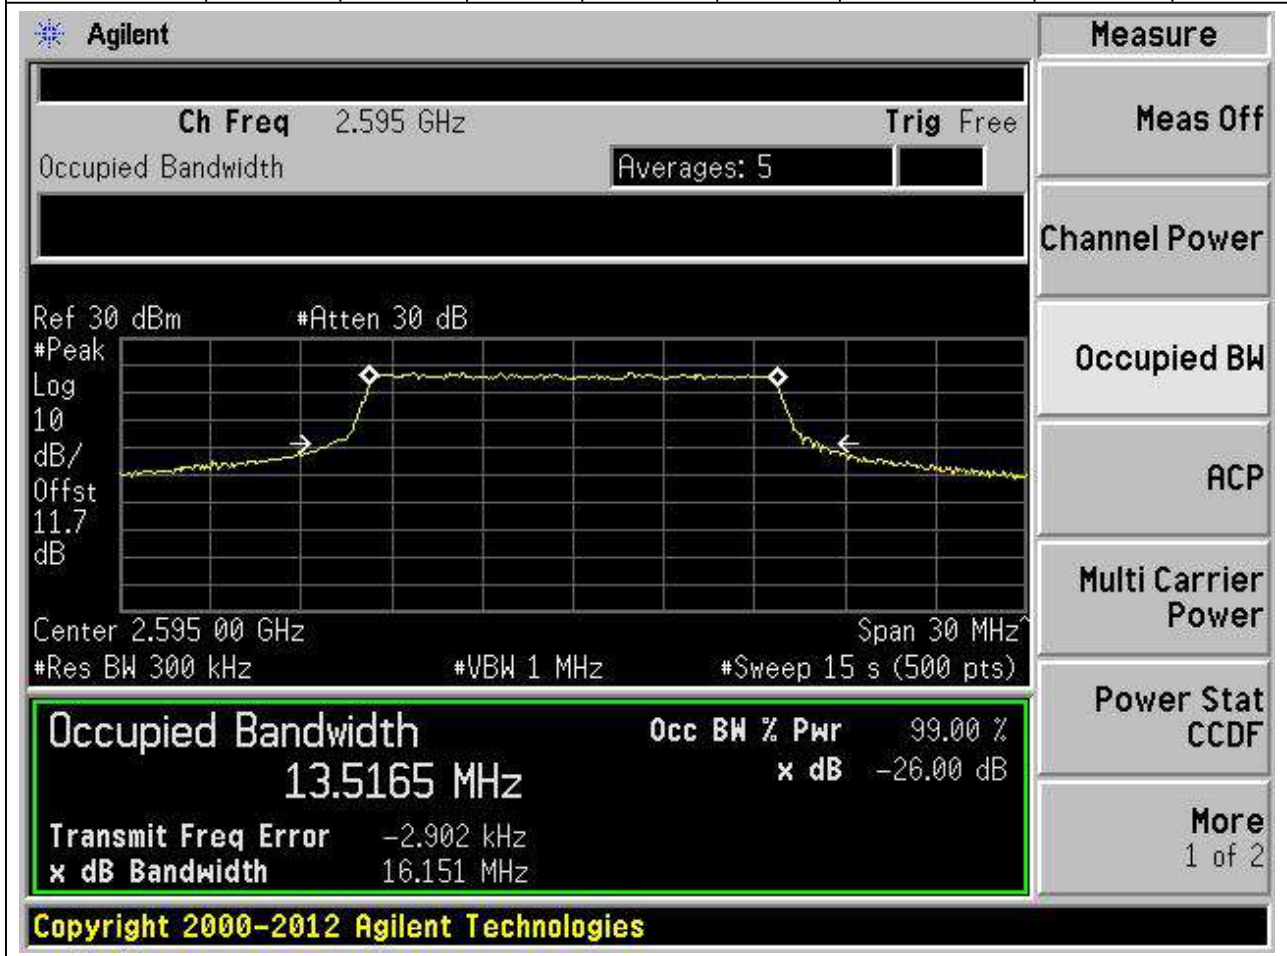 Agilent
Measure
Ch Freq 2.595 GHz Trig Free
Occupied Bandwidth Averages: 5
Meas Off
Channel Power
Occupied BW
ACP
Multi Carrier
Power
Power Stat
CCDF
More
1 of 2
Ref 30 dBm #Atten 30 dB
#Peak
Log
10
dB/
Offst
11.7
dB
Center 2.595 00 GHz Span 30 MHz^
#Res BW 300 kHz #VBW 1 MHz #Sweep 15 s (500 pts)
Occupied Bandwidth Occ BW % Pwr 99.00 %
13.5165 MHz x dB -26.00 dB
Transmit Freq Error -2.902 kHz
x dB Bandwidth 16.151 MHz
Copyright 2000-2012 Agilent Technologies